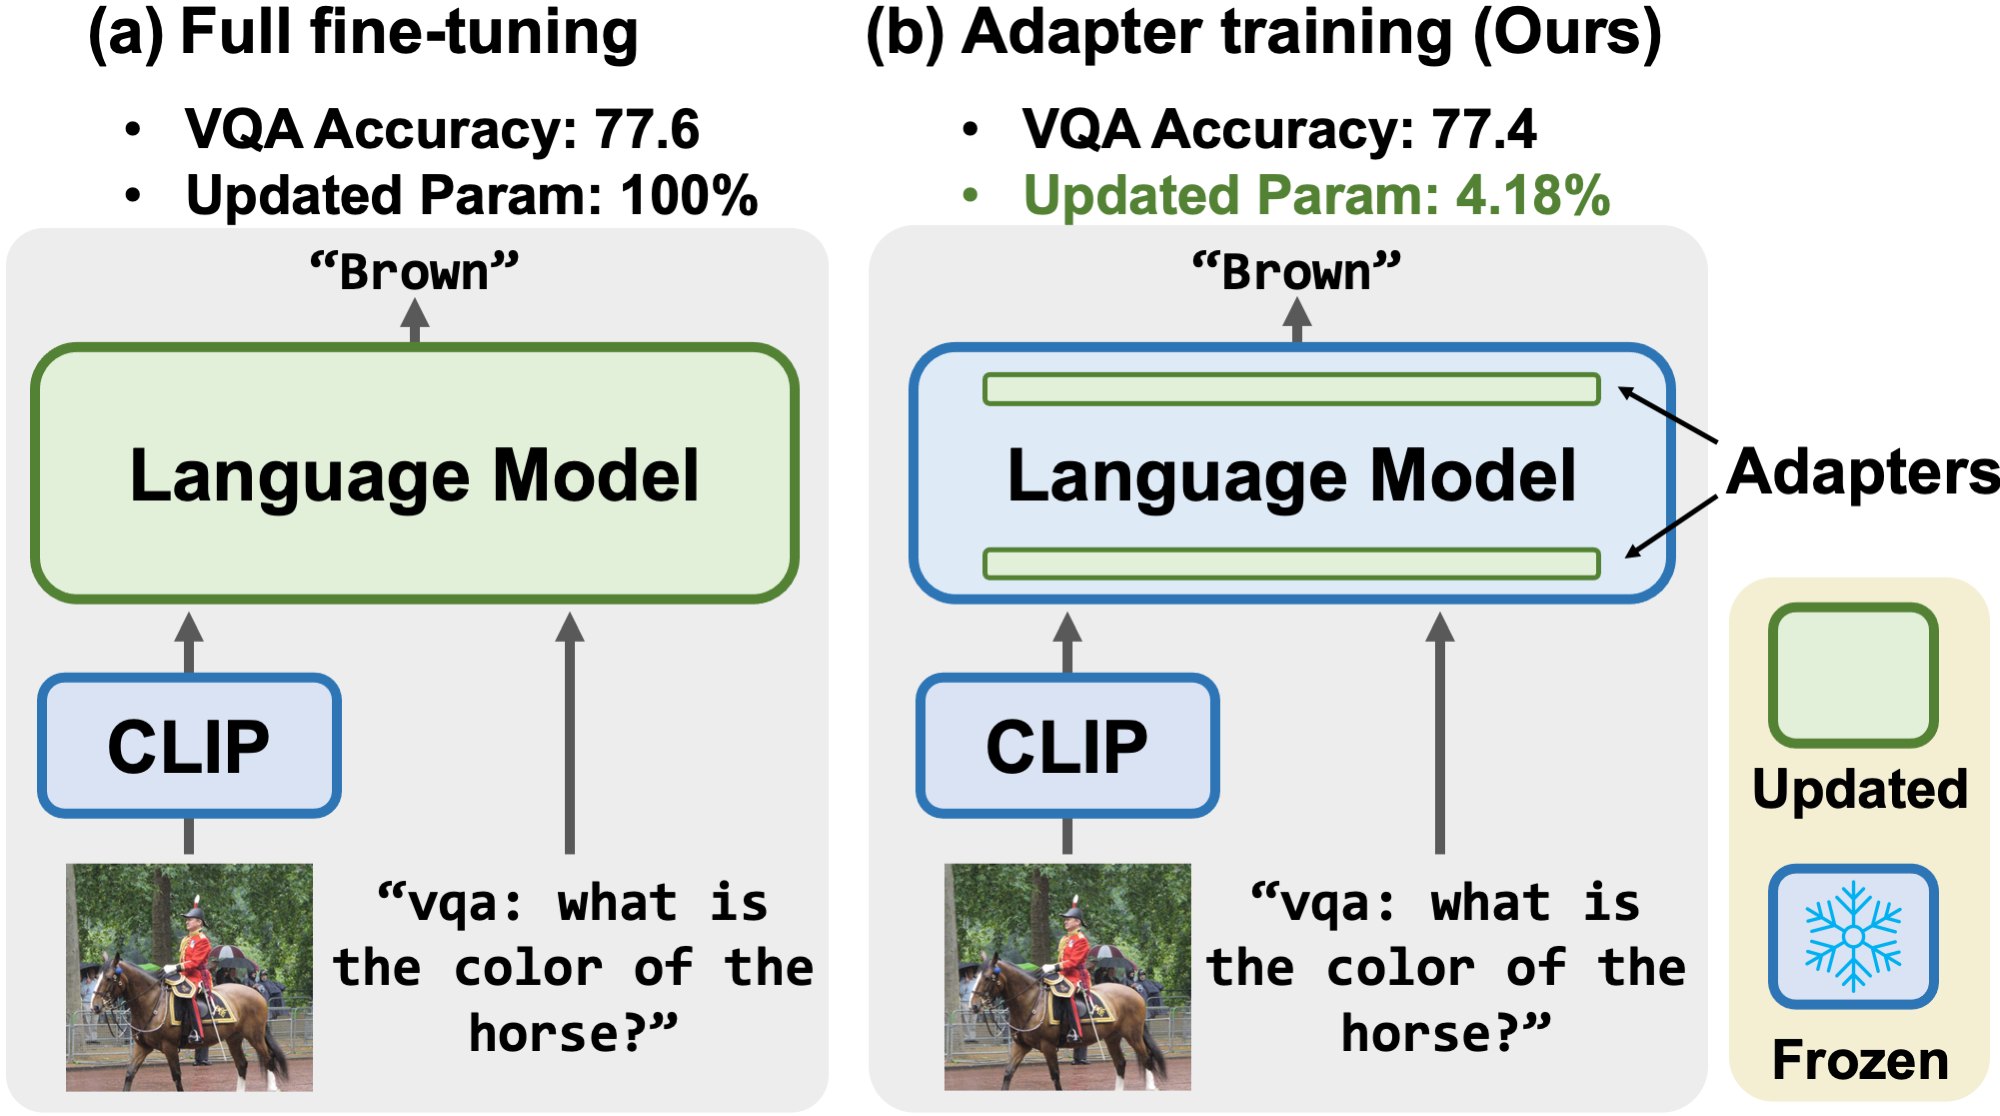 (a) Full fine-tuning
• VQA Accuracy: 77.6
• Updated Param: 100%
“Brown”
Language Model
CLIP
“vqa: what is
the color of the
horse?”
(b) Adapter training (Ours)
• VQA Accuracy: 77.4
• Updated Param: 4.18%
“Brown”
Language Model
Adapters
CLIP
“vqa: what is
the color of the
horse?”
Updated
Frozen